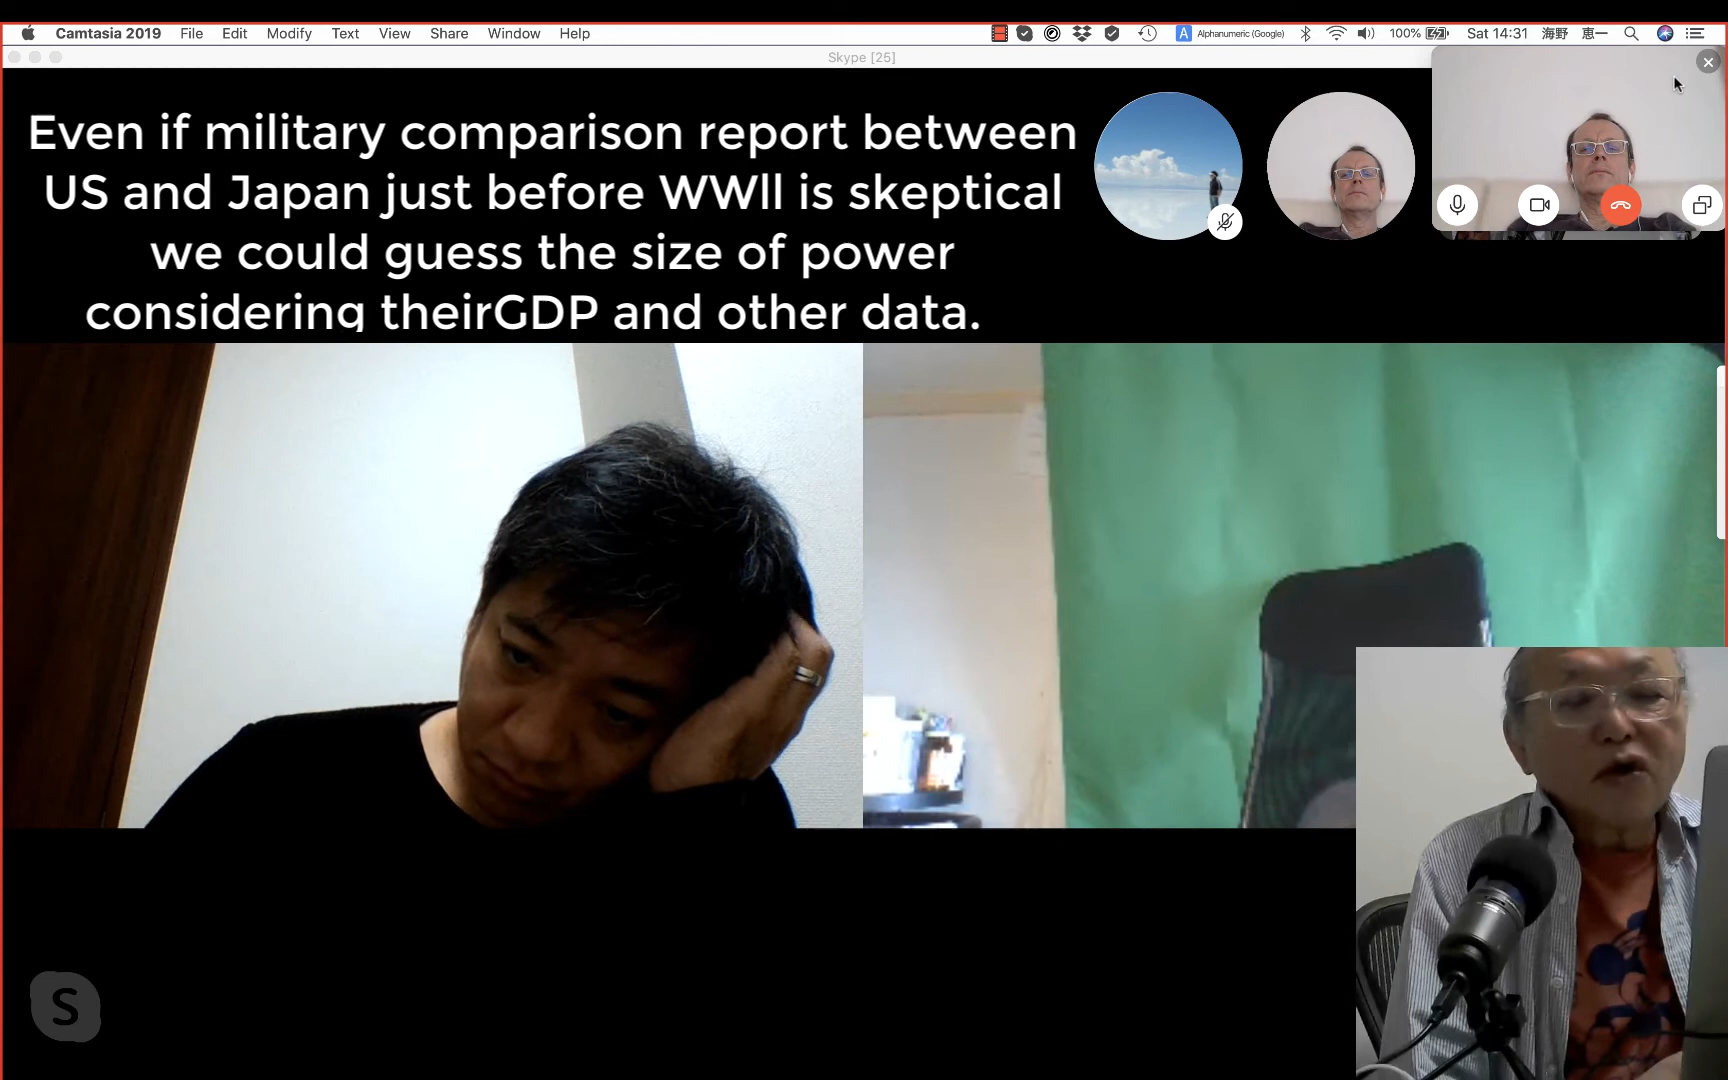 Camtasia 2019 File Edit Modify Text View Share Window Help A Alphanumeric (Google) 100% Sat 14:31 海野 恵一
Skype [25]
Even if military comparison report between
US and Japan just before WWll is skeptical
we could guess the size of power
considering theirGDP and other data.
S